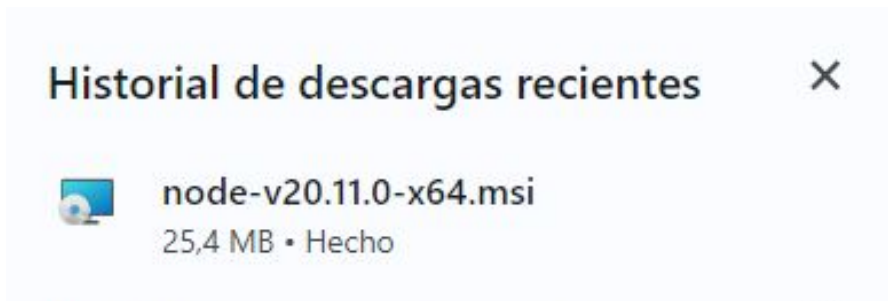 Historial de descargas recientes
node-v20.11.0-x64.msi
25,4 MB • Hecho